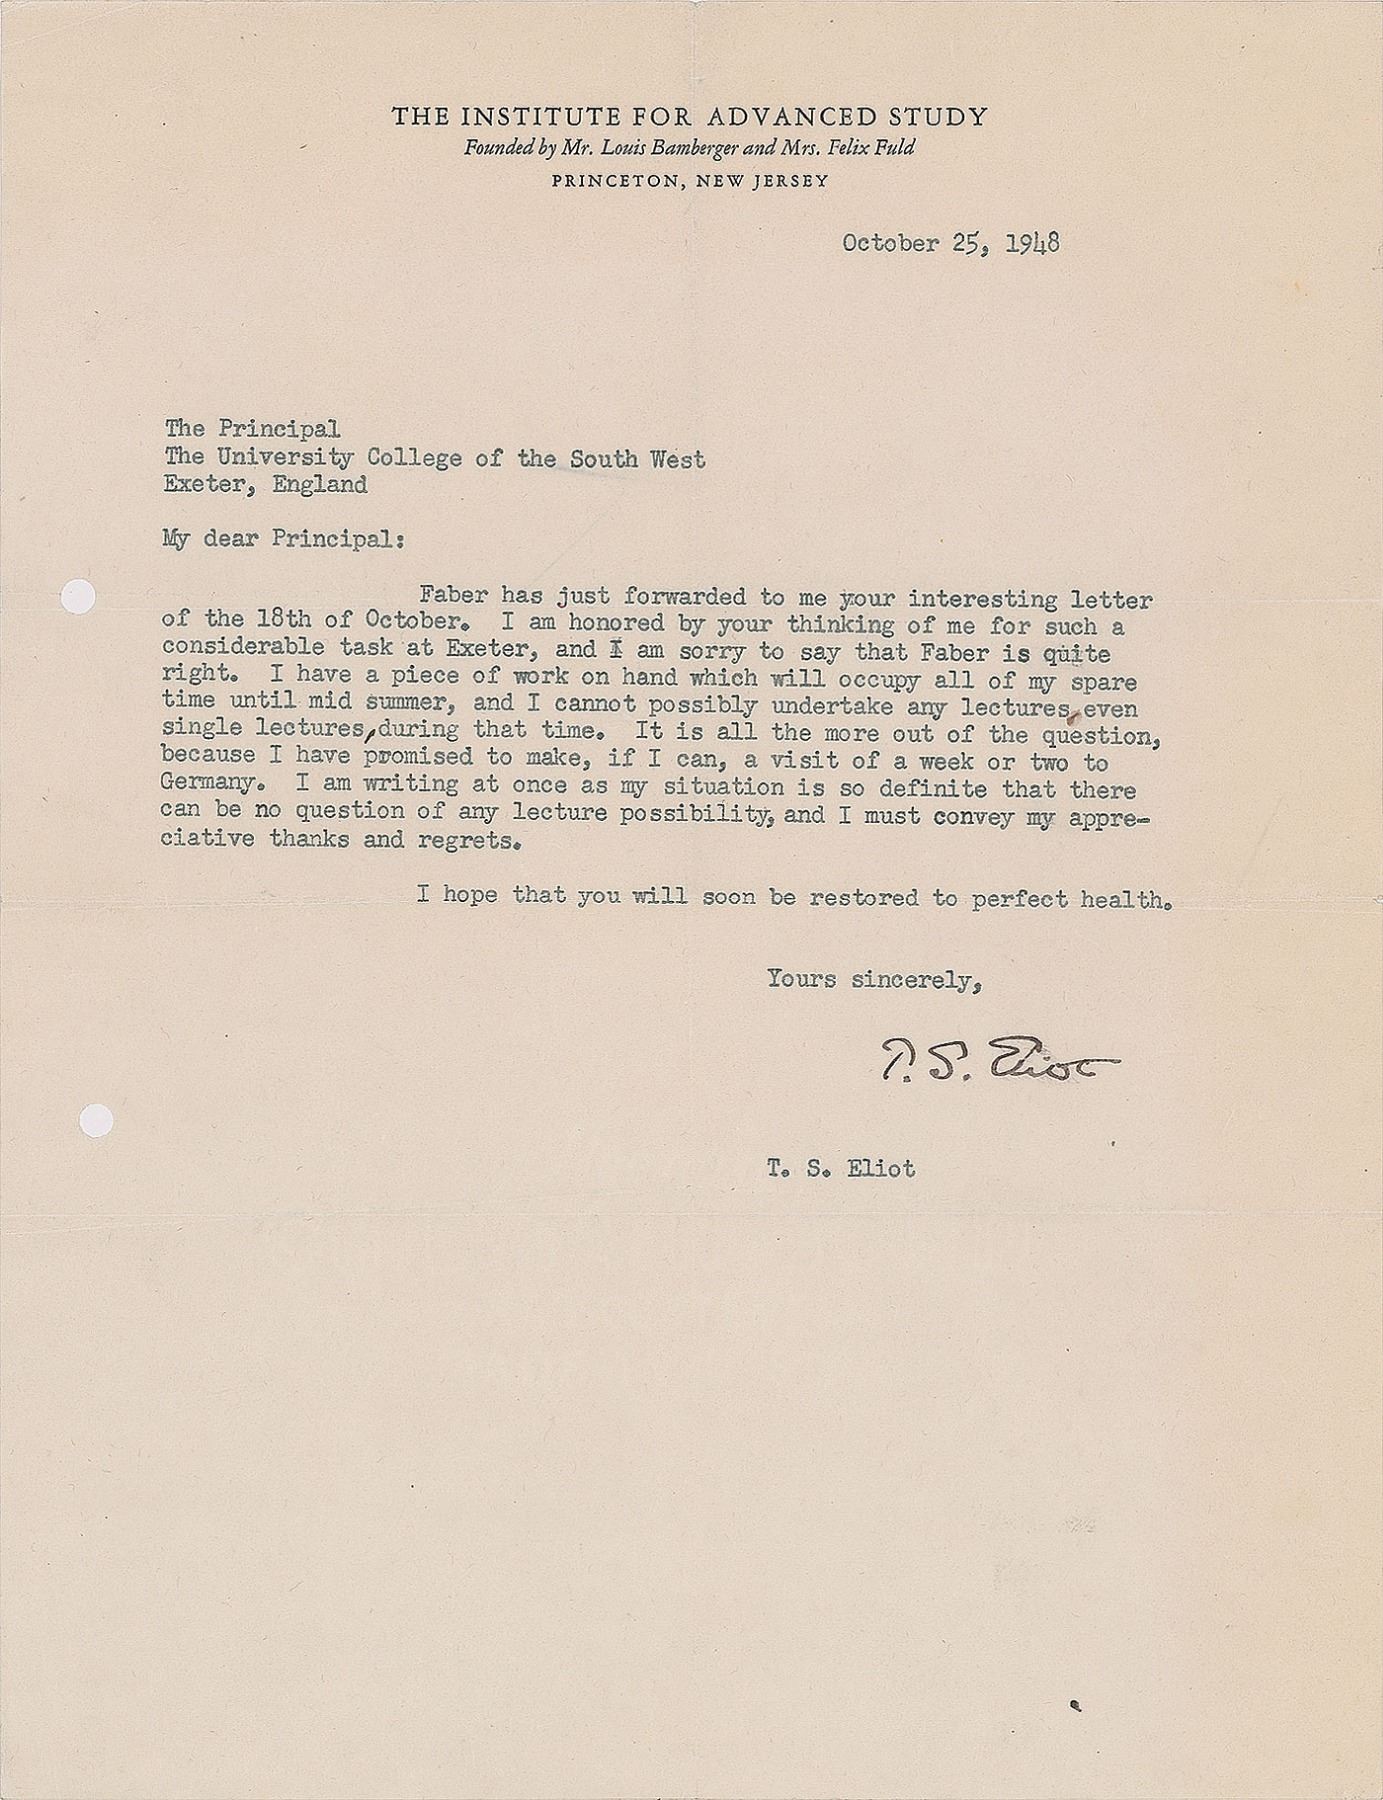 THE INSTITUTE FOR ADVANCED STUDY
Founded by Mr. Louis Bamberger and Mrs. Felix Fuld
PRINCETON, NEW JERSEY
October 25, 1948
The Principal
The University College of the South West
Exeter, England
My dear Principal:
Faber has just forwarded to me your interesting letter
of the 18th of October. I am honored by your thinking of me for such a
considerable task at Exeter, and I am sorry to say that Faber is quite
right. I have a piece of work on hand which will occupy all of my spare
time until mid summer, and I cannot possibly undertake any lectures, even
single lectures, during that time. It is all the more out of the question,
because I have promised to make, if I can, a visit of a week or two to
Germany. I am writing at once as my situation is so definite that there
can be no question of any lecture possibility, and I must convey my appre-
ciative thanks and regrets.
I hope that you will soon be restored to perfect health.
Yours sincerely,
T. S. Eliot
T. S. Eliot